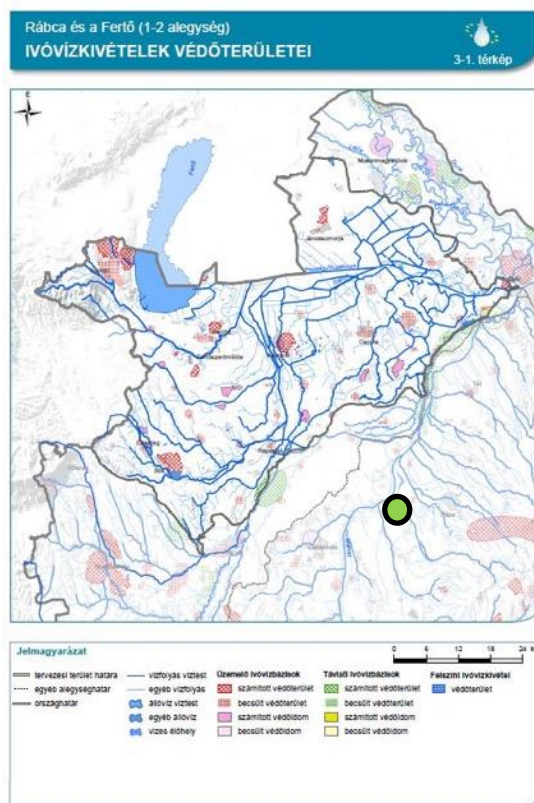 Rábca és a Fertő (1-2 alegység)
IVÓVÍZKIVÉTELEK VÉDŐTERÜLETEI
3-1. térkép
É
Fertő
Jánossomorja
Jelmagyarázat
0 6 12 18 24
tervezési terület határa
egyéb alegységhatár
országhatár
vízfolyás víztest
egyéb vízfolyás
állóvíz víztest
egyéb állóvíz
vizes élőhely
Üzemelő ivóvízbázisok
számított védőterület
becsült védőterület
számított védőidom
becsült védőidom
Távlati ivóvízbázisok
számított védőterület
becsült védőterület
számított védőidom
becsült védőidom
Felszíni ivóvízkivétel
védőterület